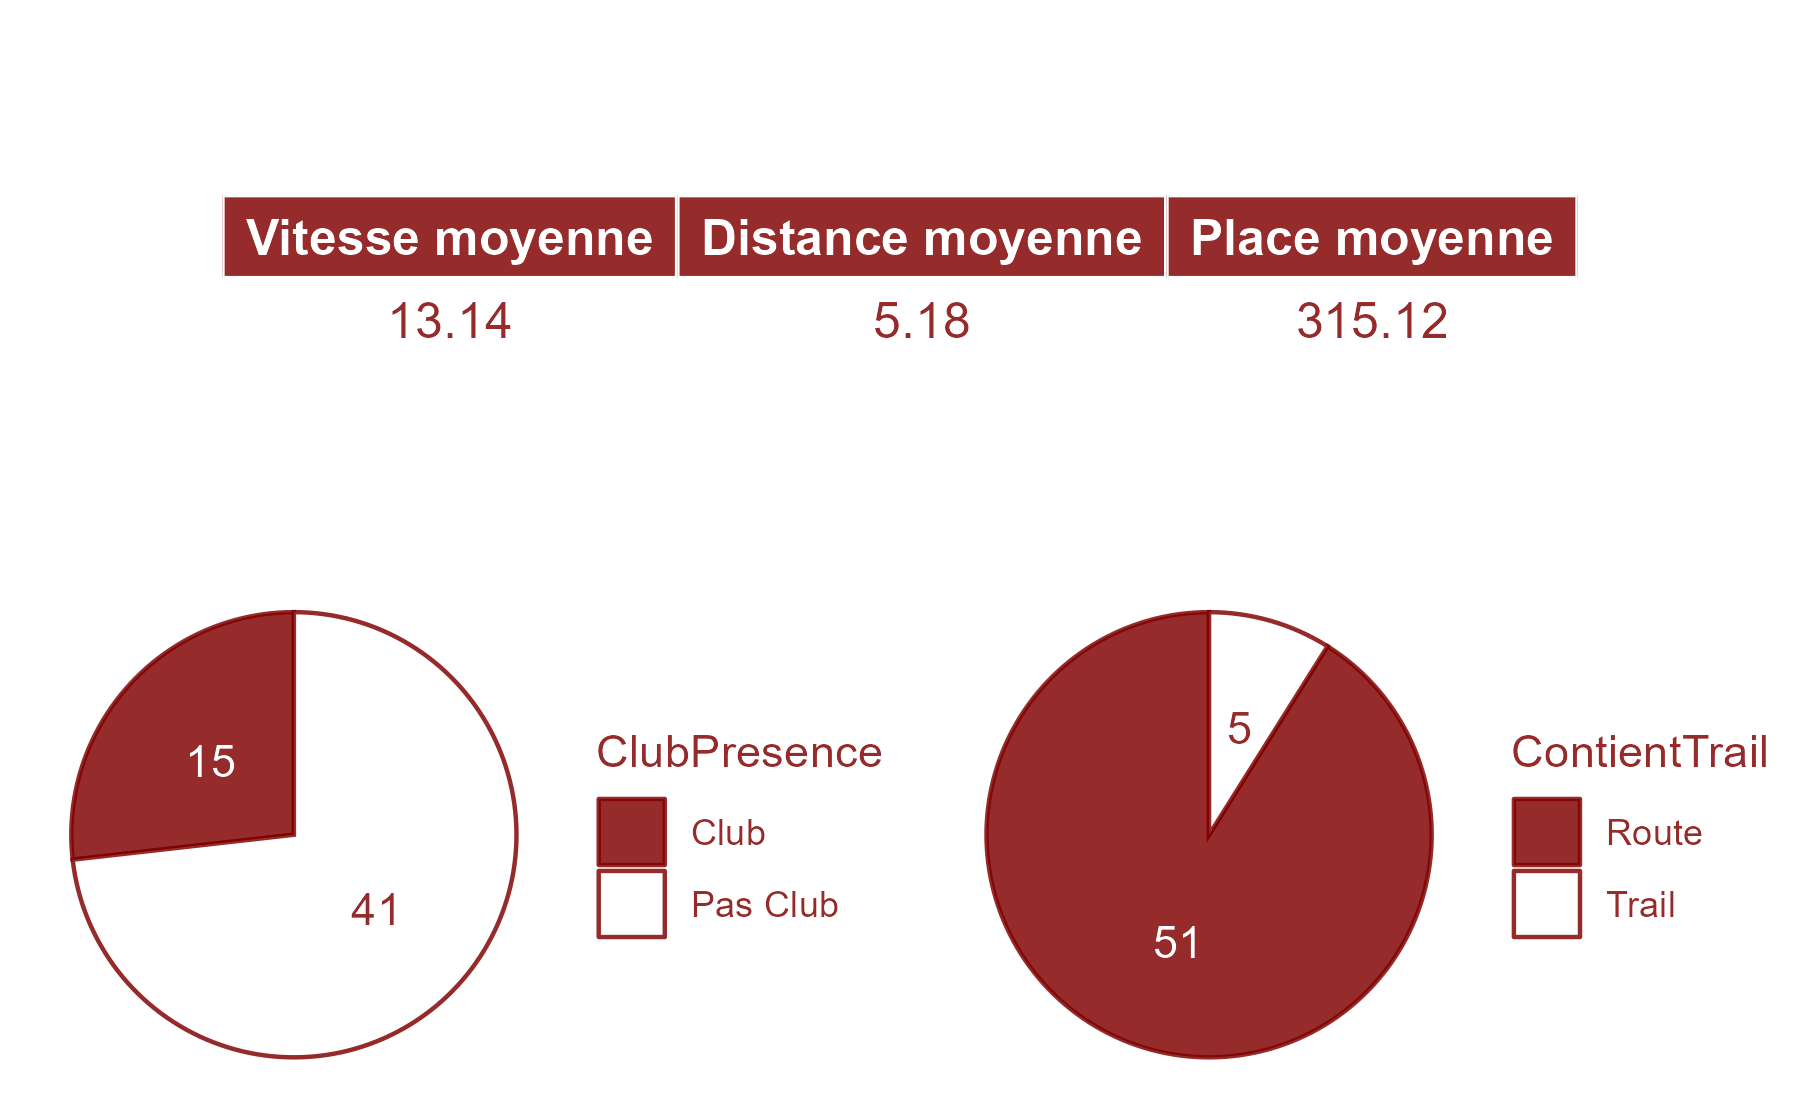 Vitesse moyenne Distance moyenne Place moyenne
13.14 5.18 315.12
15
41
ClubPresence
Club
Pas Club
5
51
ContientTrail
Route
Trail